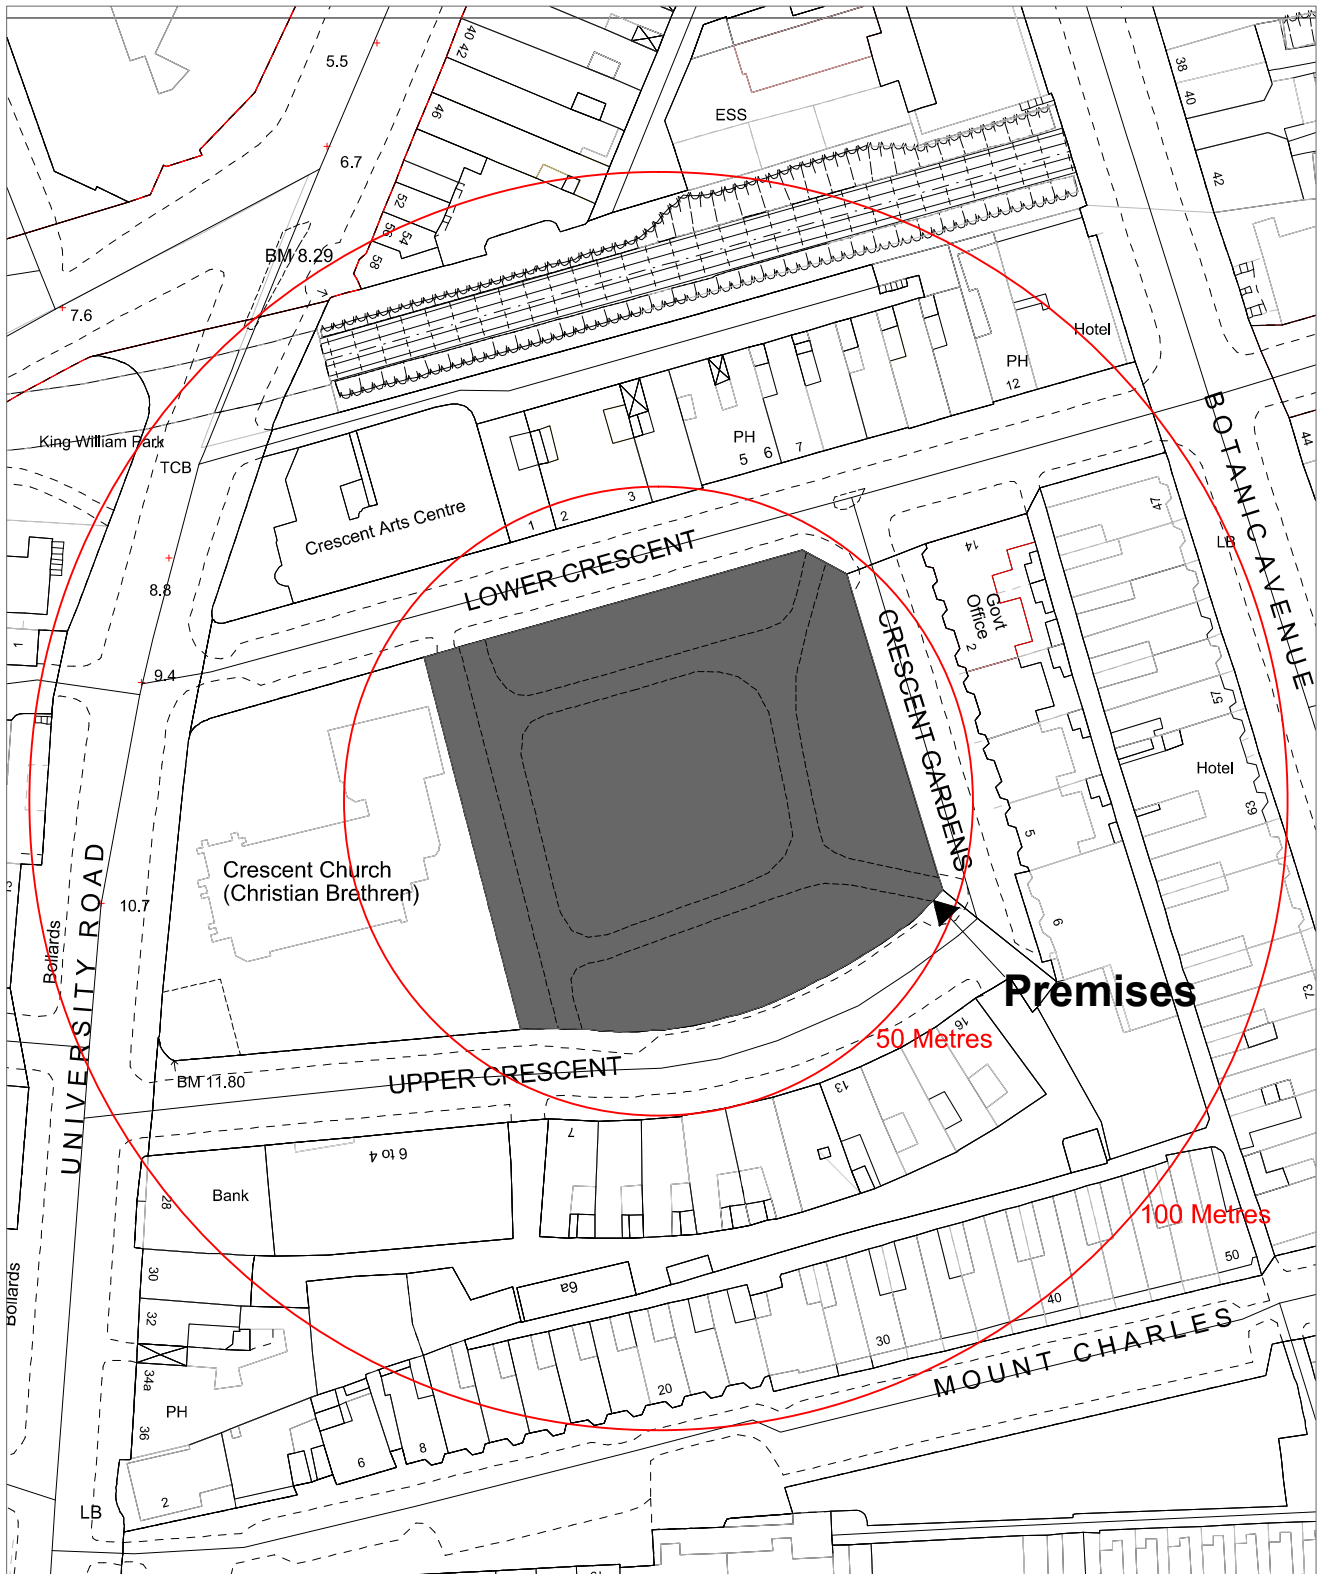 5.5
40 42
46
ESS
38
40
6.7
52
54
56
58
42
BM 8.29
7.6
Hotel
PH
12
King William Park
TCB
PH
5
6
7
44
Crescent Arts Centre
1
2
3
47
LOWER CRESCENT
BOTANIC AVENUE
LB
14
Govt
Office
2
8.8
1
9.4
CRESCENT GARDENS
57
Hotel
63
5
Crescent Church
(Christian Brethren)
10.7
9
Bollards
UNIVERSITY ROAD
Premises
73
50 Metres
16
UPPER CRESCENT
BM 11.80
13
7
6 to 4
Bank
28
100 Metres
30
6a
50
32
40
Bollards
30
MOUNT CHARLES
34a
20
PH
36
8
6
2
LB